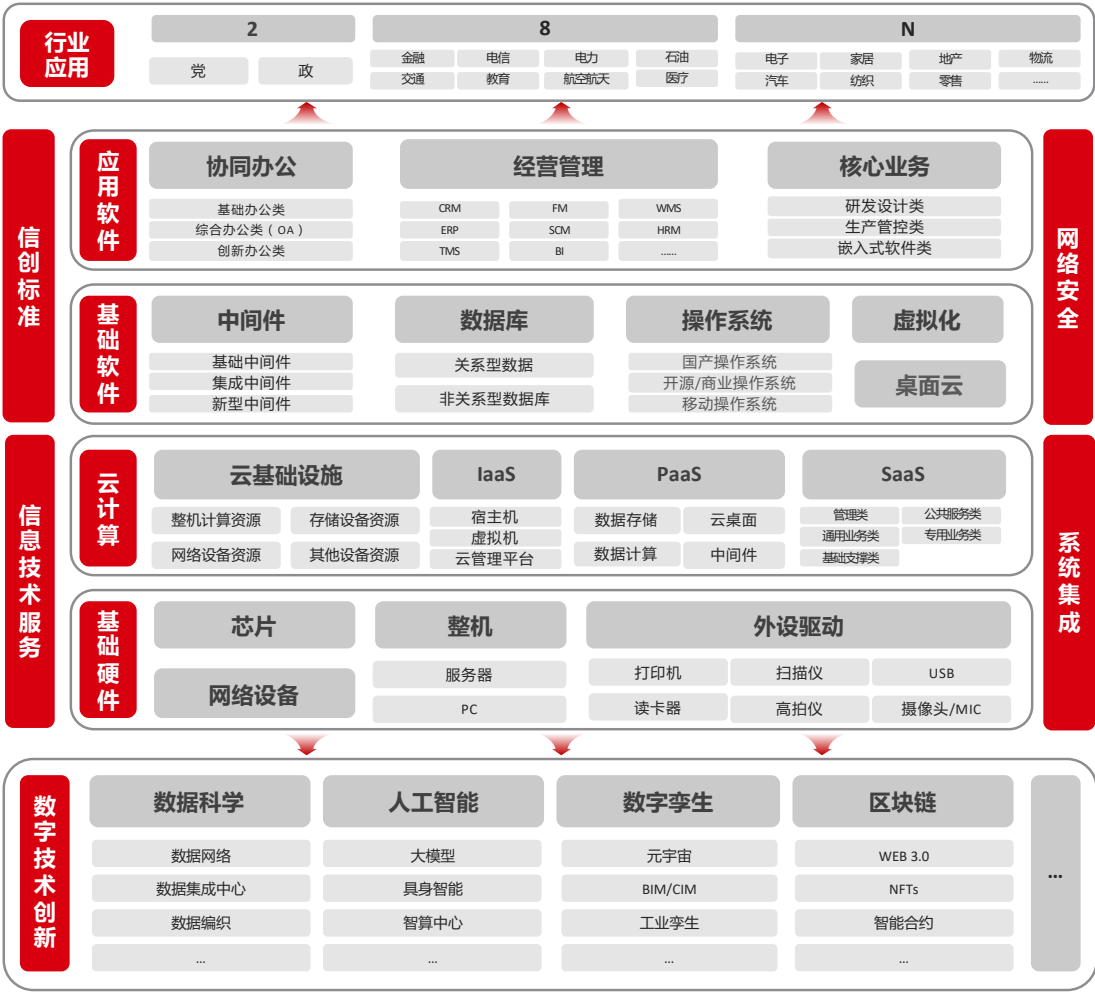 行业
应用
2
党
政
8
金融
电信
电力
石油
交通
教育
航空航天
医疗
N
电子
家居
地产
物流
汽车
纺织
零售
……
信创标准
网络安全
应用软件
协同办公
基础办公类
综合办公类（OA）
创新办公类
经营管理
CRM
FM
WMS
ERP
SCM
HRM
TMS
BI
……
核心业务
研发设计类
生产管控类
嵌入式软件类
基础软件
中间件
基础中间件
集成中间件
新型中间件
数据库
关系型数据
非关系型数据库
操作系统
国产操作系统
开源/商业操作系统
移动操作系统
虚拟化
桌面云
信息技术服务
系统集成
云计算
云基础设施
整机计算资源
存储设备资源
网络设备资源
其他设备资源
IaaS
宿主机
虚拟机
云管理平台
PaaS
数据存储
云桌面
数据计算
中间件
SaaS
管理类
公共服务类
通用业务类
专用业务类
基础支撑类
基础硬件
芯片
网络设备
整机
服务器
PC
外设驱动
打印机
扫描仪
USB
读卡器
高拍仪
摄像头/MIC
数字技术创新
数据科学
数据网络
数据集成中心
数据编织
...
人工智能
大模型
具身智能
智算中心
...
数字孪生
元宇宙
BIM/CIM
工业孪生
...
区块链
WEB 3.0
NFTs
智能合约
...
...